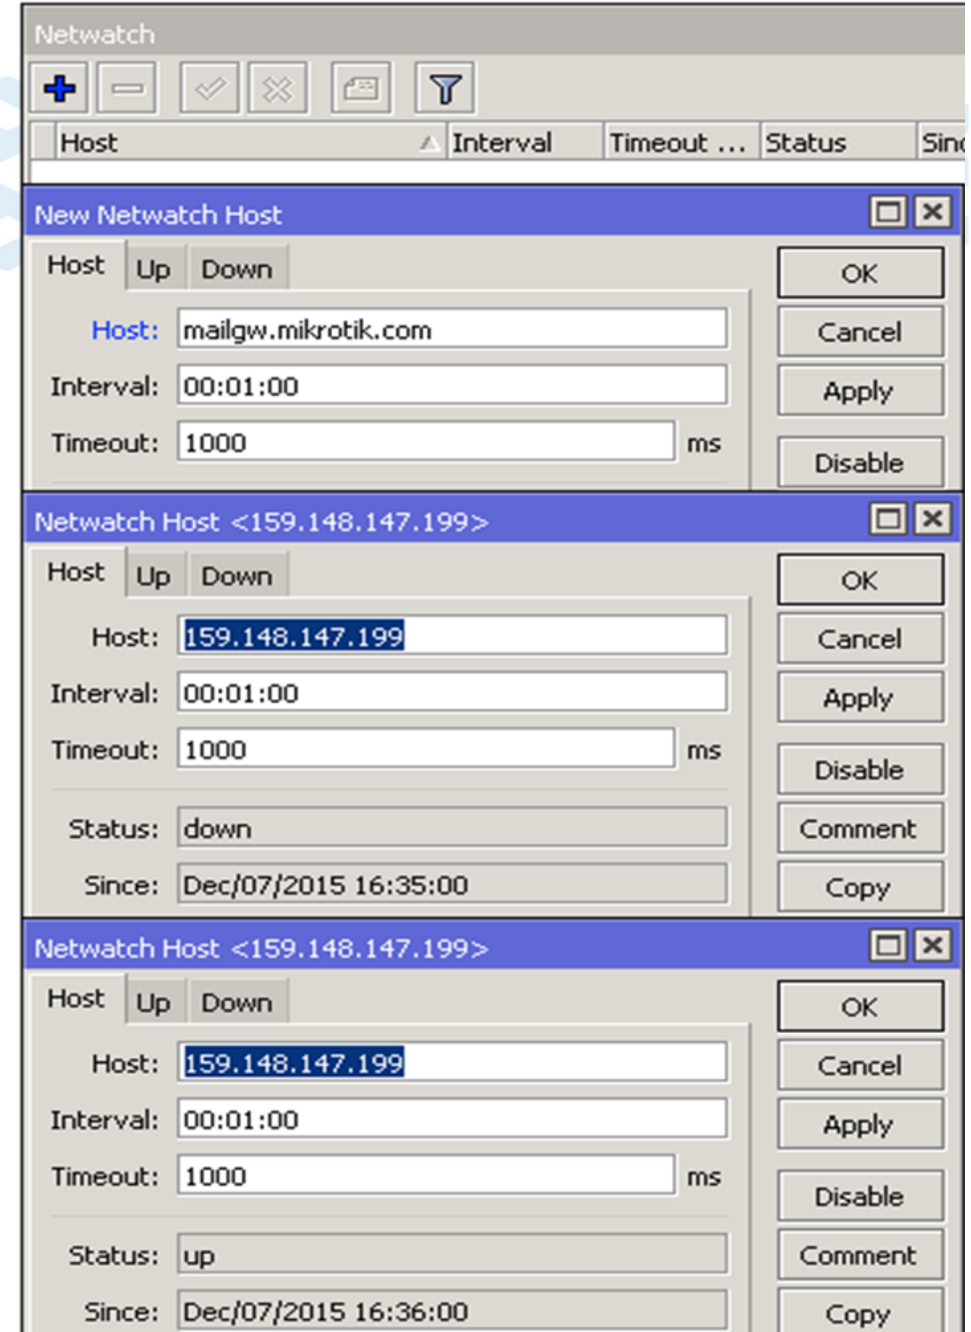 Netwatch
Host Interval Timeout ... Status
New Netwatch Host
Host Up Down
OK
Host: mailgw.mikrotik.com
Cancel
Interval: 00:01:00
Apply
Timeout: 1000 ms
Disable
Netwatch Host <159.148.147.199>
Host Up Down
OK
Host: 159.148.147.199
Cancel
Interval: 00:01:00
Apply
Timeout: 1000 ms
Disable
Status: down
Comment
Since: Dec/07/2015 16:35:00
Copy
Netwatch Host <159.148.147.199>
Host Up Down
OK
Host: 159.148.147.199
Cancel
Interval: 00:01:00
Apply
Timeout: 1000 ms
Disable
Status: up
Comment
Since: Dec/07/2015 16:36:00
Copy